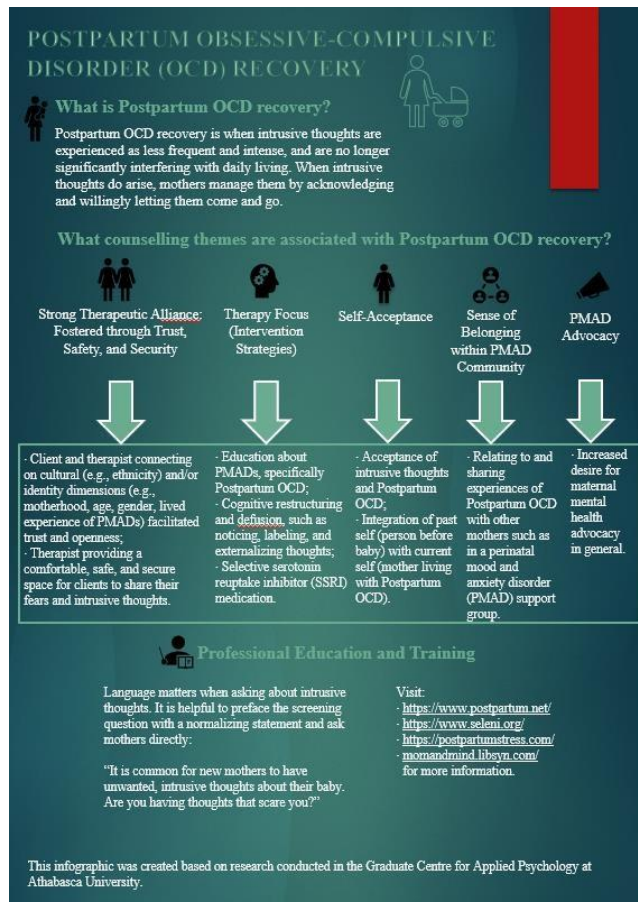 POSTPARTUM OBSESSIVE-COMPULSIVE
DISORDER (OCD) RECOVERY
What is Postpartum OCD recovery?
Postpartum OCD recovery is when intrusive thoughts are
experienced as less frequent and intense, and are no longer
significantly interfering with daily living. When intrusive
thoughts do arise, mothers manage them by acknowledging
and willingly letting them come and go.
What counselling themes are associated with Postpartum OCD recovery?
Strong Therapeutic Alliance:
Fostered through Trust,
Safety, and Security
Therapy Focus
(Intervention
Strategies)
Self-Acceptance
Sense of
Belonging
within PMAD
Community
PMAD
Advocacy
· Client and therapist connecting
on cultural (e.g., ethnicity) and/or
identity dimensions (e.g.,
motherhood, age, gender, lived
experience of PMADs) facilitated
trust and openness;
· Therapist providing a
comfortable, safe, and secure
space for clients to share their
fears and intrusive thoughts.
· Education about
PMADs, specifically
Postpartum OCD;
· Cognitive restructuring
and defusion, such as
noticing, labeling, and
externalizing thoughts;
· Selective serotonin
reuptake inhibitor (SSRI)
medication.
· Acceptance of
intrusive thoughts
and Postpartum
OCD;
· Integration of past
self (person before
baby) with current
self (mother living
with Postpartum
OCD).
· Relating to and
sharing
experiences of
Postpartum OCD
with other
mothers such as
in a perinatal
mood and
anxiety disorder
(PMAD) support
group.
· Increased
desire for
maternal
mental
health
advocacy
in general.
Professional Education and Training
Language matters when asking about intrusive
thoughts. It is helpful to preface the screening
question with a normalizing statement and ask
mothers directly:
“It is common for new mothers to have
unwanted, intrusive thoughts about their baby.
Are you having thoughts that scare you?”
Visit:
· https://www.postpartum.net/
· https://www.seleni.org/
· https://postpartumstress.com/
· momandmind.libsyn.com/
for more information.
This infographic was created based on research conducted in the Graduate Centre for Applied Psychology at
Athabasca University.